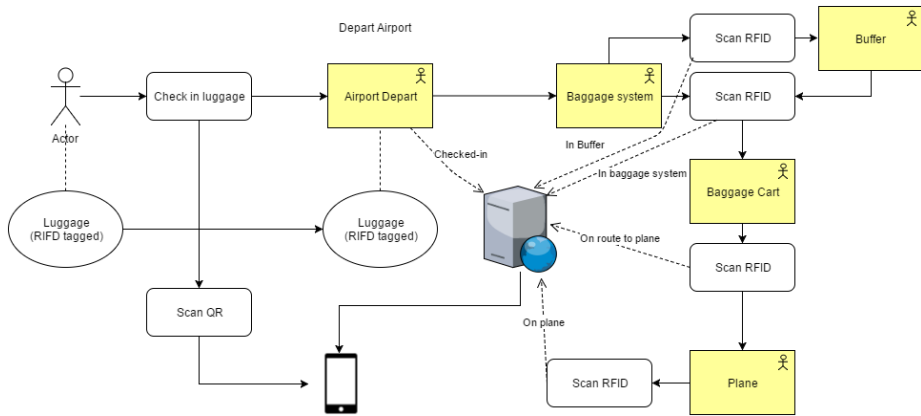 Depart Airport
Scan RFID
Buffer
Actor
Check in luggage
Airport Depart
Baggage system
Scan RFID
Checked-in
In Buffer
In baggage system
Baggage Cart
Luggage
(RIFD tagged)
Luggage
(RIFD tagged)
On route to plane
Scan RFID
Scan QR
On plane
Scan RFID
Plane